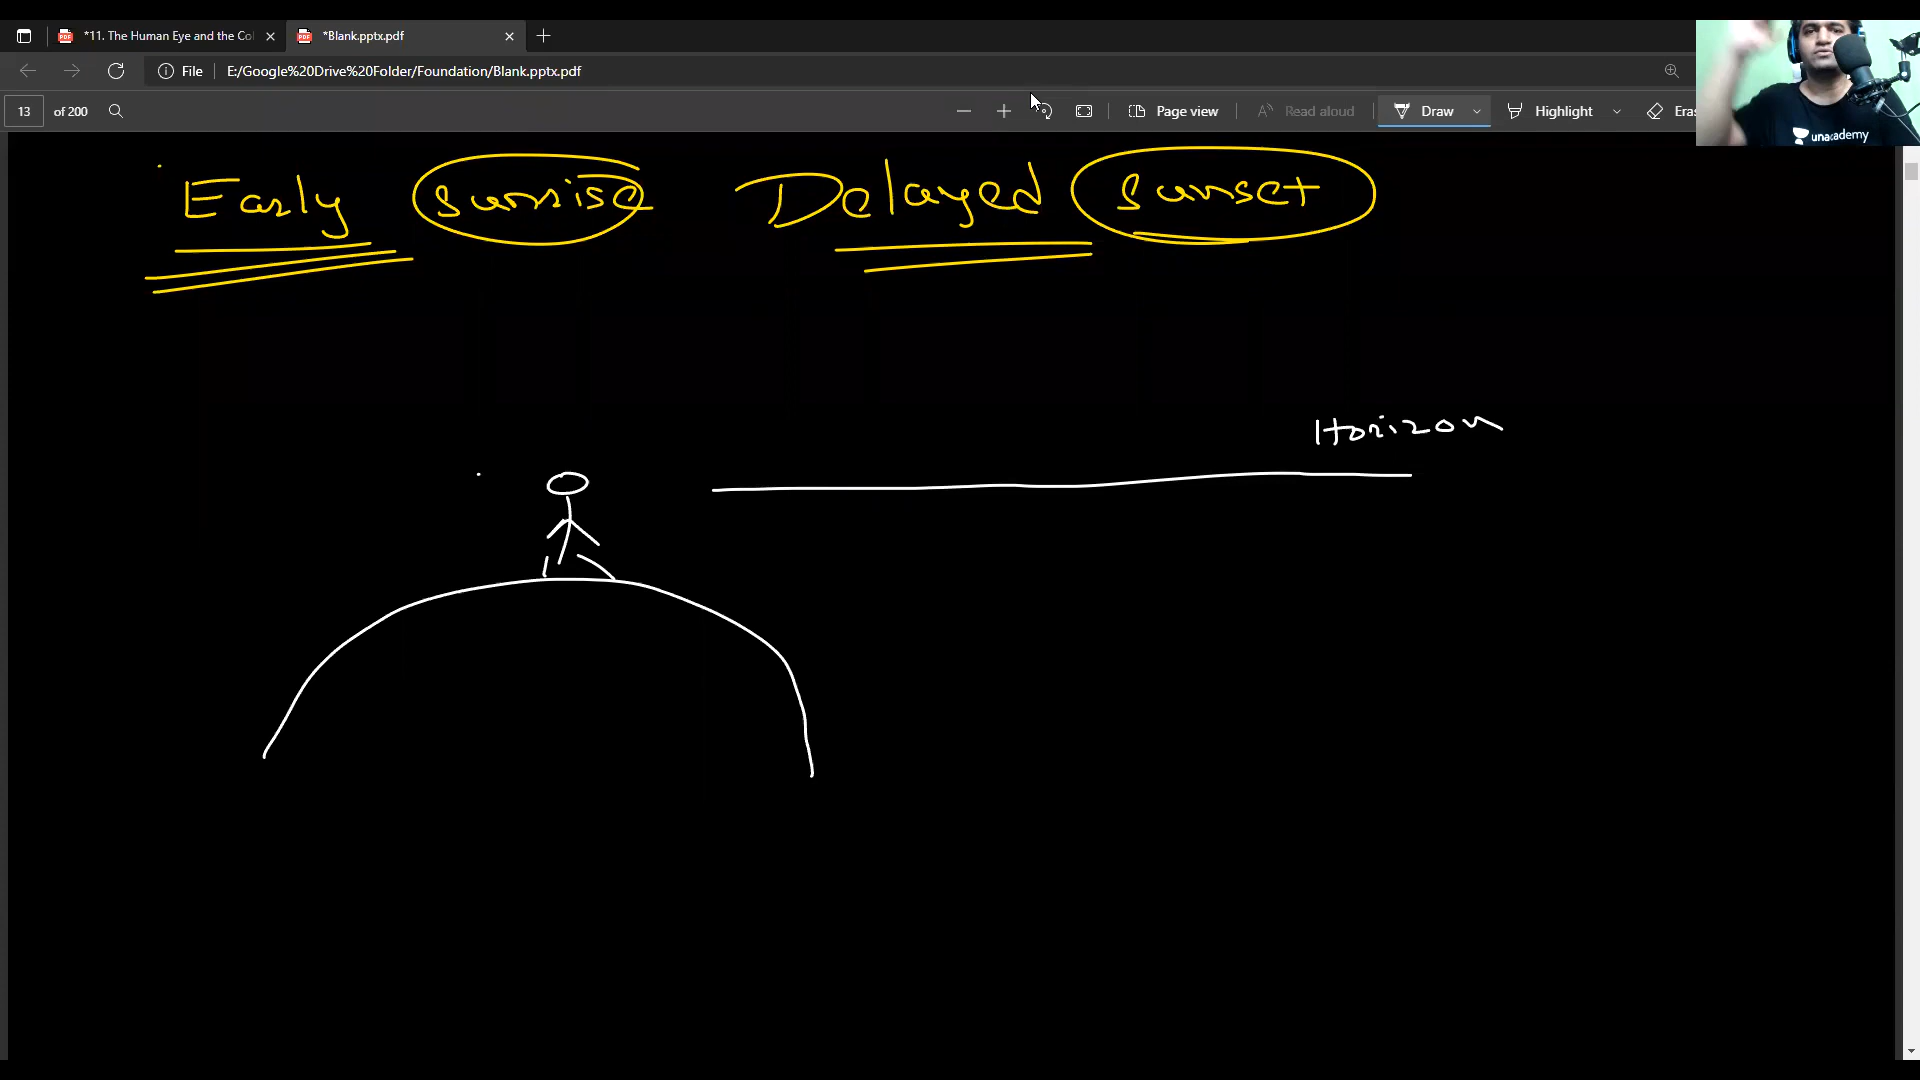 *11. The Human Eye and the Col
*Blank.pptx.pdf
File E:/Google%20Drive%20Folder/Foundation/Blank.pptx.pdf
13 of 200 Page view Read aloud Draw Highlight Eras
unacademy
Early sunrise Delayed sunset
Horizon